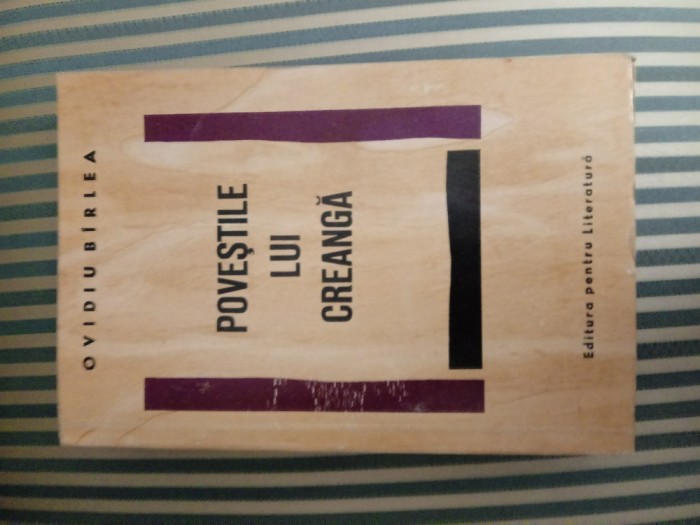 OVIDIU BÎRLEA
POVEȘTILE
LUI
CREANGĂ
Editura pentru Literatură